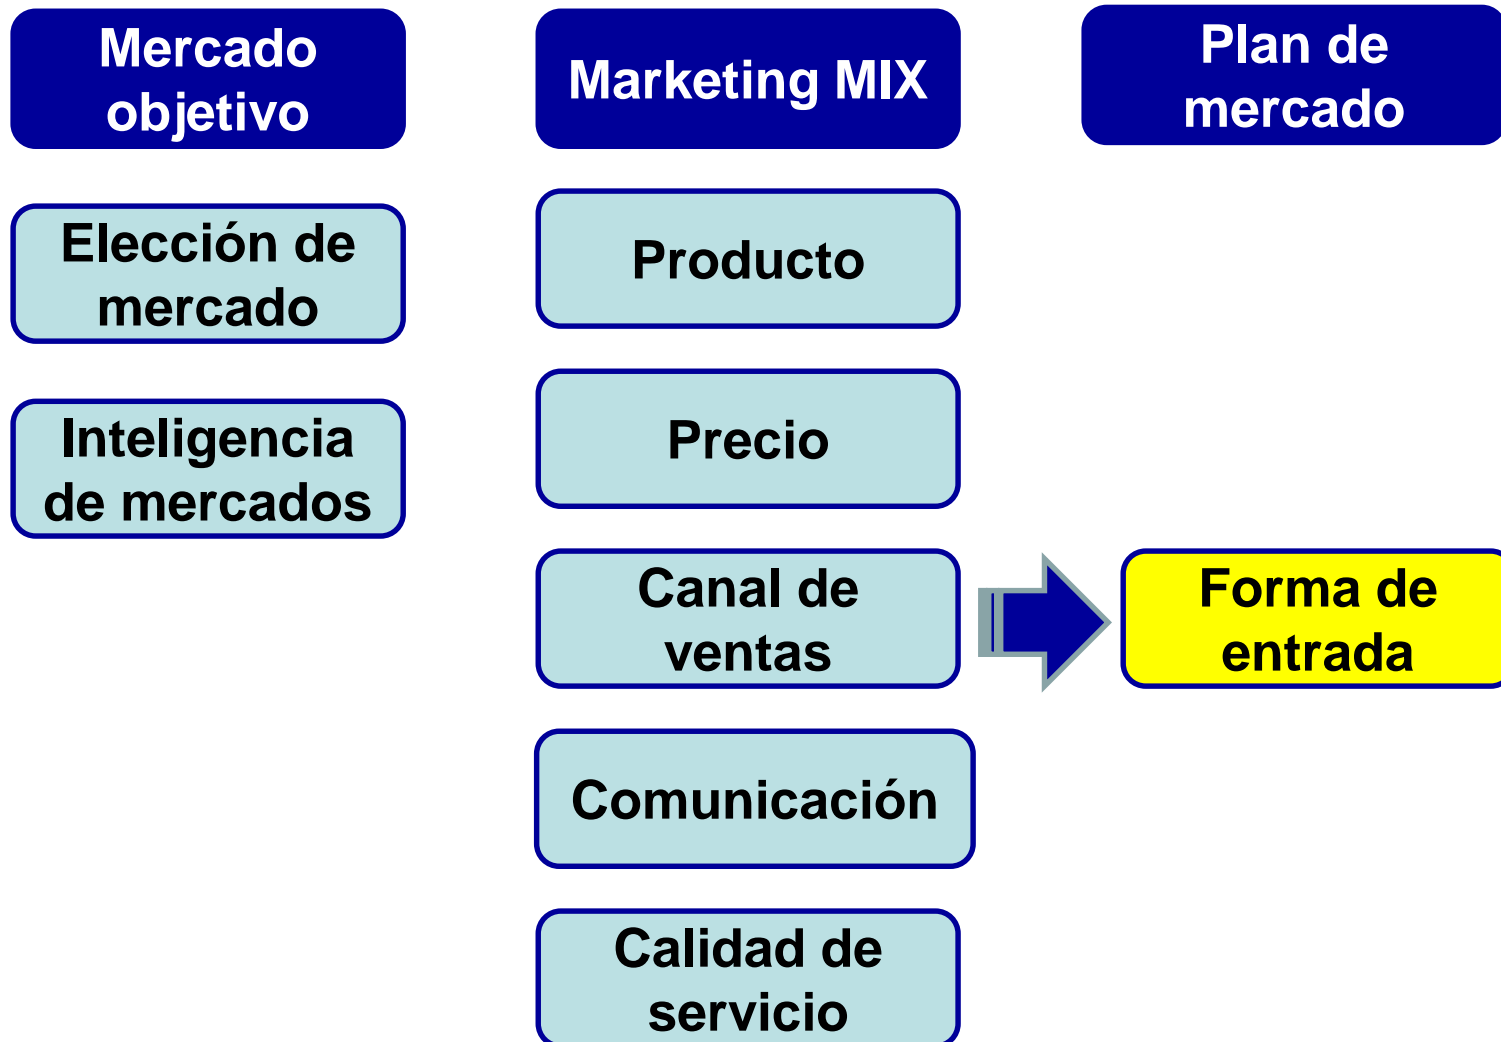 Mercado
objetivo
Marketing MIX
Plan de
mercado
Elección de
mercado
Inteligencia
de mercados
Producto
Precio
Canal de
ventas
Comunicación
Calidad de
servicio
Forma de
entrada